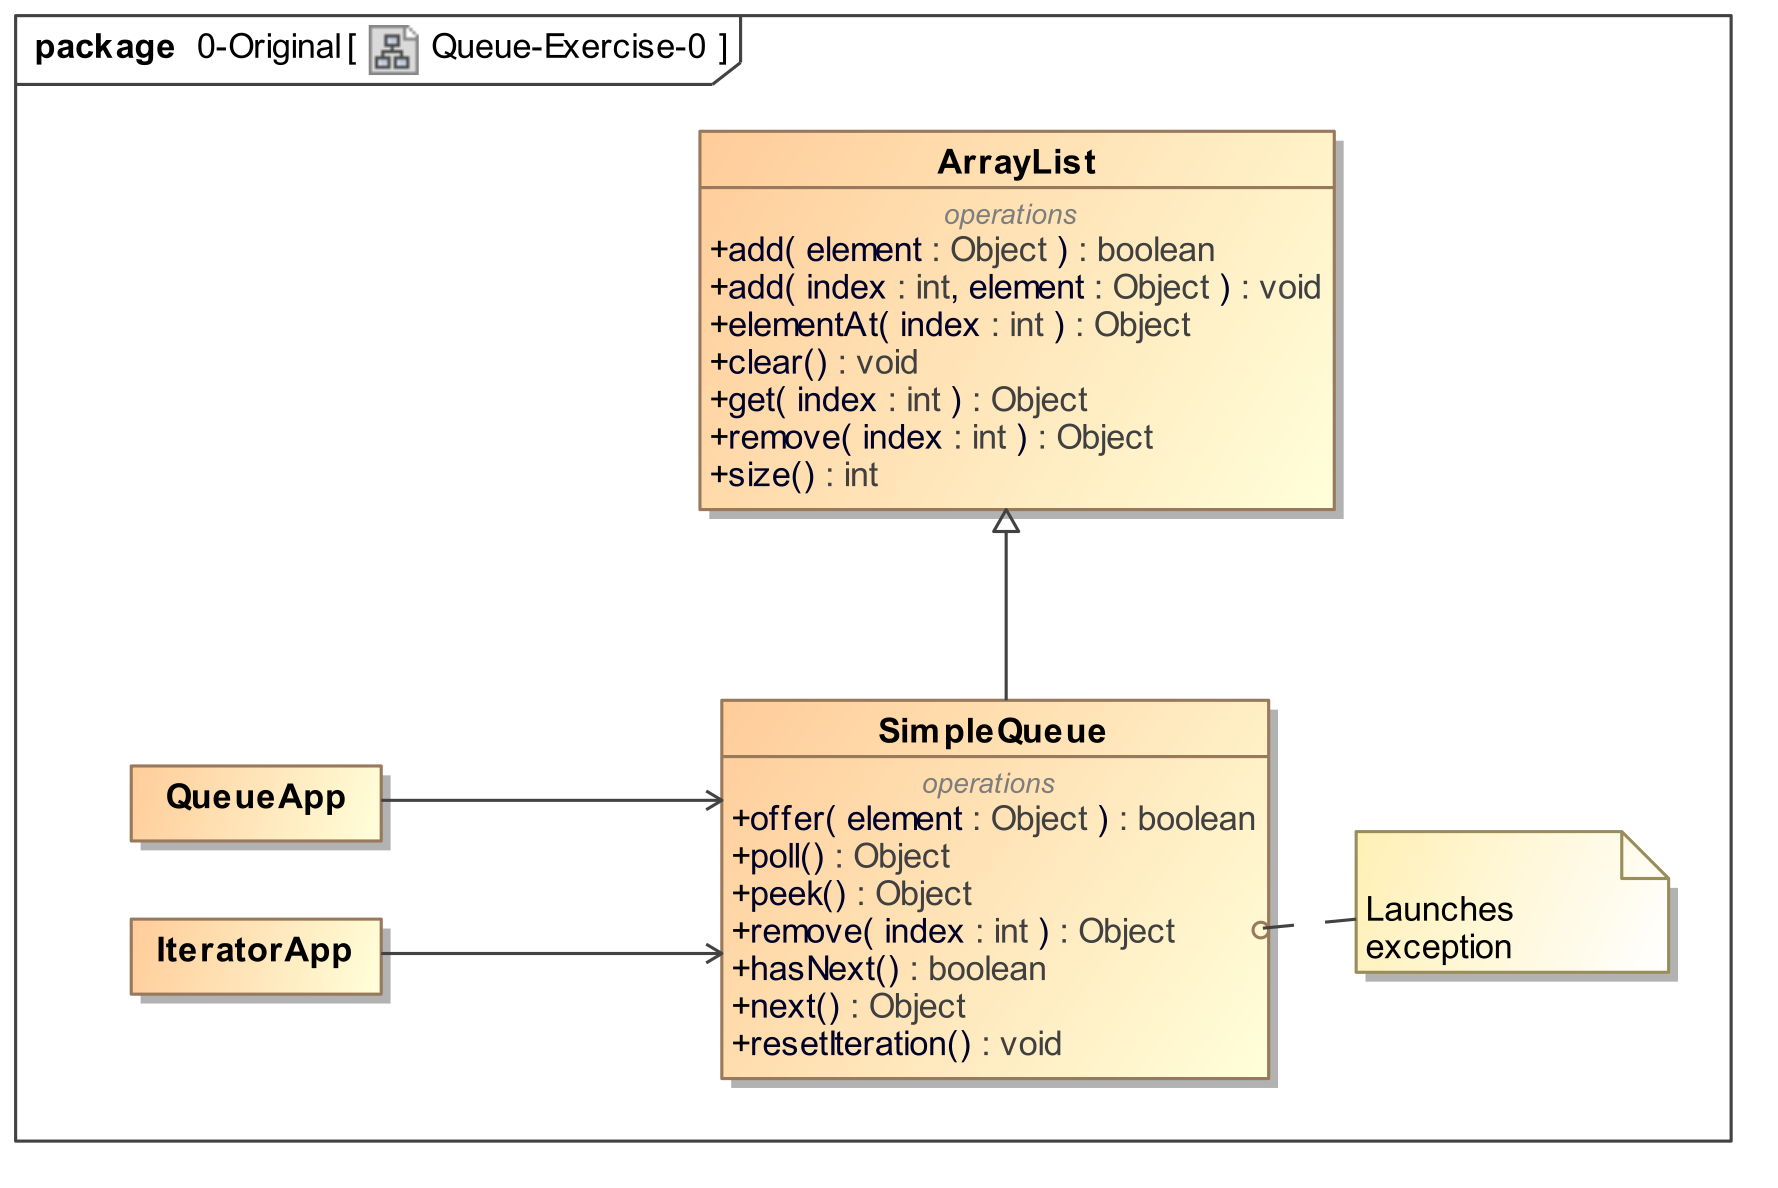 package 0-Original[ Queue-Exercise-0 ]
ArrayList
operations
+add( element : Object ) : boolean
+add( index : int, element : Object ) : void
+elementAt( index : int ) : Object
+clear() : void
+get( index : int ) : Object
+remove( index : int ) : Object
+size() : int
SimpleQueue
operations
+offer( element : Object ) : boolean
+poll() : Object
+peek() : Object
+remove( index : int ) : Object
+hasNext() : boolean
+next() : Object
+resetIteration() : void
QueueApp
IteratorApp
Launches
exception